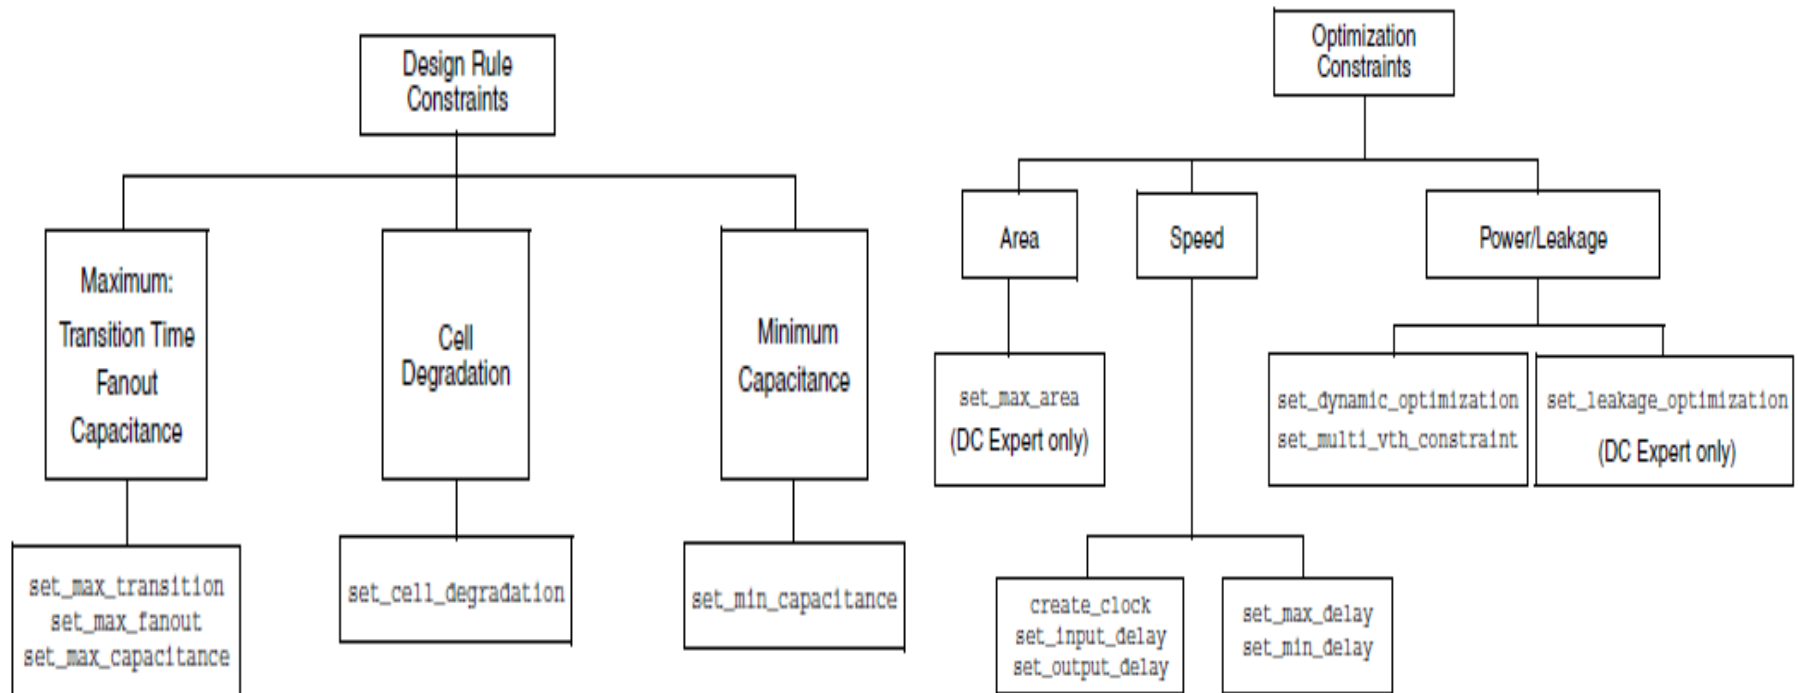 Design Rule
Constraints
Maximum:
Transition Time
Fanout
Capacitance
Cell
Degradation
Minimum
Capacitance
set_max_transition
set_max_fanout
set_max_capacitance
set_cell_degradation
set_min_capacitance
Optimization
Constraints
Area
Speed
Power/Leakage
set_max_area
(DC Expert only)
set_dynamic_optimization
set_multi_vth_constraint
set_leakage_optimization
(DC Expert only)
create_clock
set_input_delay
set_output_delay
set_max_delay
set_min_delay